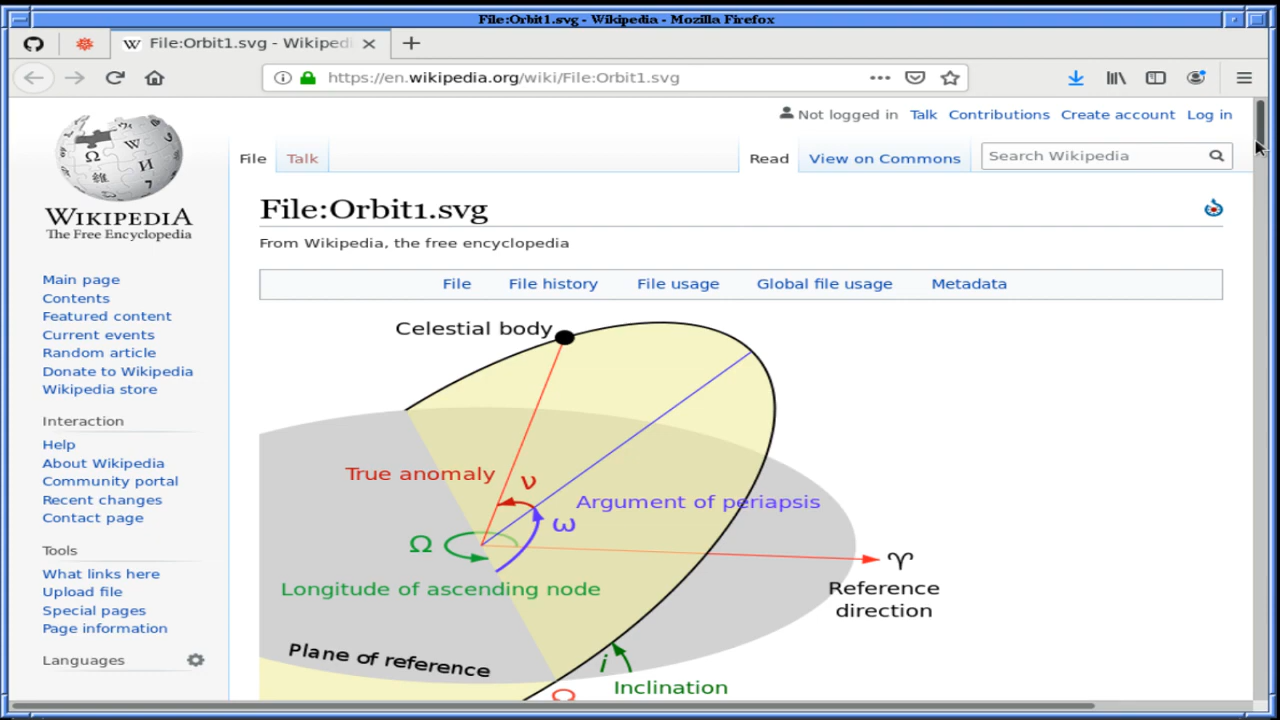 File:Orbit1.svg - Wikipedia - Mozilla Firefox
File:Orbit1.svg - Wikipedi
https://en.wikipedia.org/wiki/File:Orbit1.svg
Not logged in Talk Contributions Create account Log in
File Talk Read View on Commons Search Wikipedia
WIKIPEDIA
The Free Encyclopedia
Main page
Contents
Featured content
Current events
Random article
Donate to Wikipedia
Wikipedia store
Interaction
Help
About Wikipedia
Community portal
Recent changes
Contact page
Tools
What links here
Upload file
Special pages
Page information
Languages
File:Orbit1.svg
From Wikipedia, the free encyclopedia
File File history File usage Global file usage Metadata
Celestial body
True anomaly
ν
Argument of periapsis
ω
Ω
♈
Longitude of ascending node
Reference
direction
Plane of reference
i
Inclination